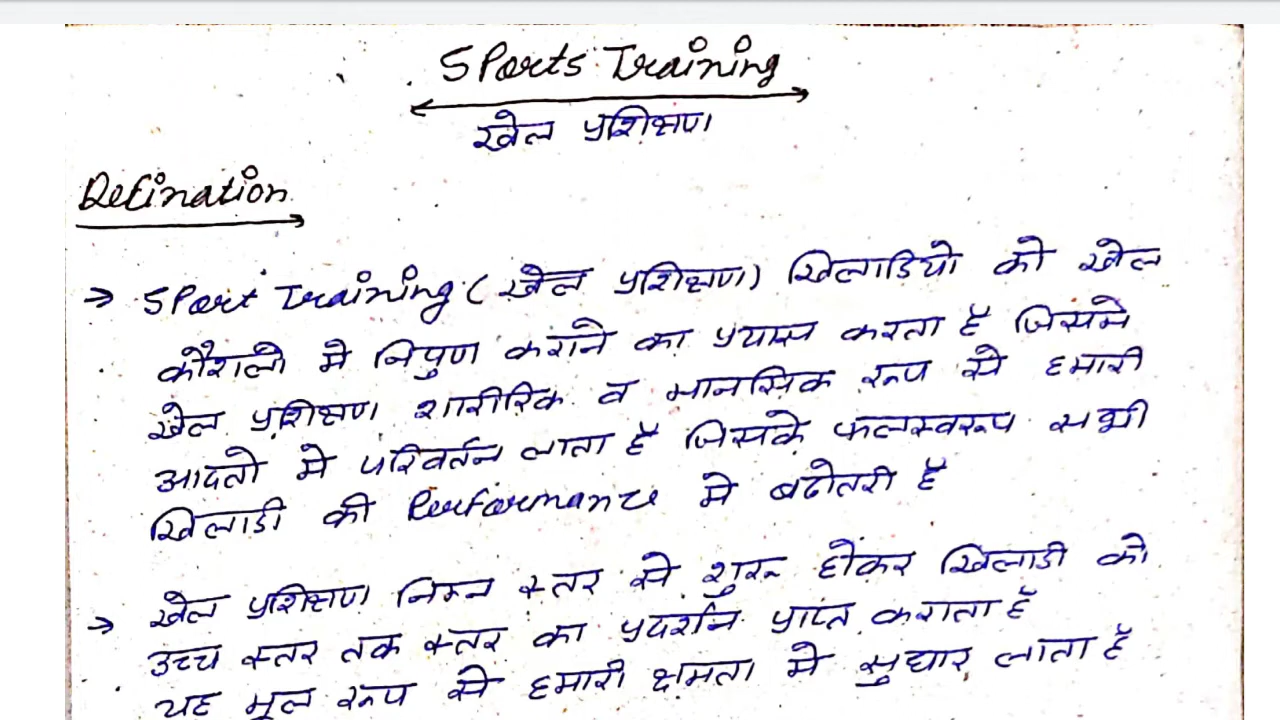 Sports Training
खेल प्रशिक्षण
Defination
→ Sport Training (खेल प्रशिक्षण) खिलाडियो को खेल
कौशलो मे निपुण कराने का प्रयास करता है जिसमे
खेल प्रशिक्षण शारीरिक व मानसिक रूप से हमारी
आदतो मे परिवर्तन लाता है जिसके फलस्वरूप सभी
खिलाडी की Performance मे बढोतरी है
→ खेल प्रशिक्षण निम्न स्तर से शुरू होकर खिलाडी को
उच्च स्तर तक स्तर का प्रदर्शन प्राप्त कराता है
यह मूल रूप से हमारी क्षमता मे सुधार लाता है